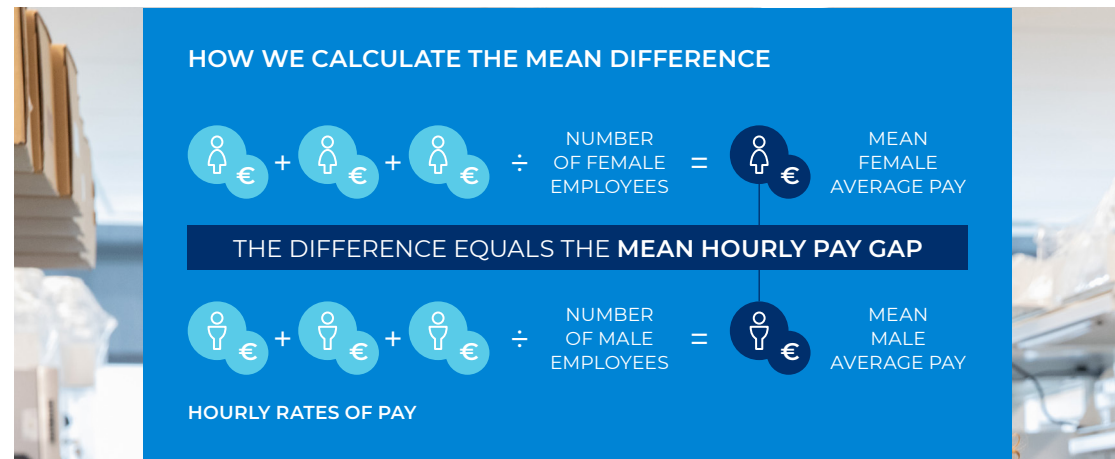 HOW WE CALCULATE THE MEAN DIFFERENCE
€ + € + € ÷ NUMBER OF FEMALE EMPLOYEES = € MEAN FEMALE AVERAGE PAY
THE DIFFERENCE EQUALS THE MEAN HOURLY PAY GAP
€ + € + € ÷ NUMBER OF MALE EMPLOYEES = € MEAN MALE AVERAGE PAY
HOURLY RATES OF PAY